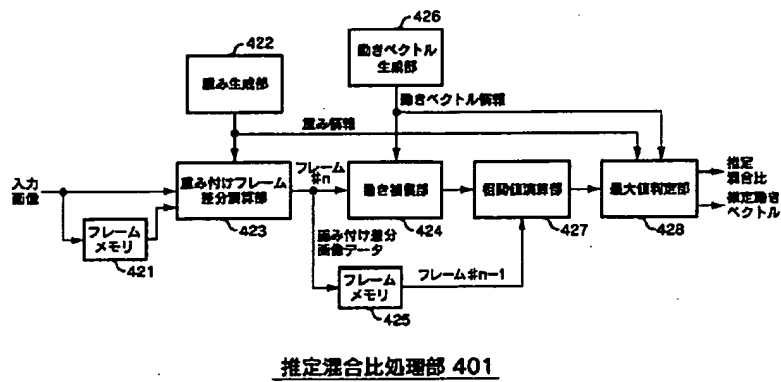 422
重み生成部
426
動きベクトル
生成部
動きベクトル情報
重み情報
入力
画像
フレーム
メモリ
421
重み付けフレーム
差分演算部
423
フレーム
#n
重み付け差分
画像データ
動き補償部
424
フレーム
メモリ
425
フレーム#n−1
相関値演算部
427
最大値判定部
428
推定
混合比
推定動き
ベクトル
推定混合比処理部 401